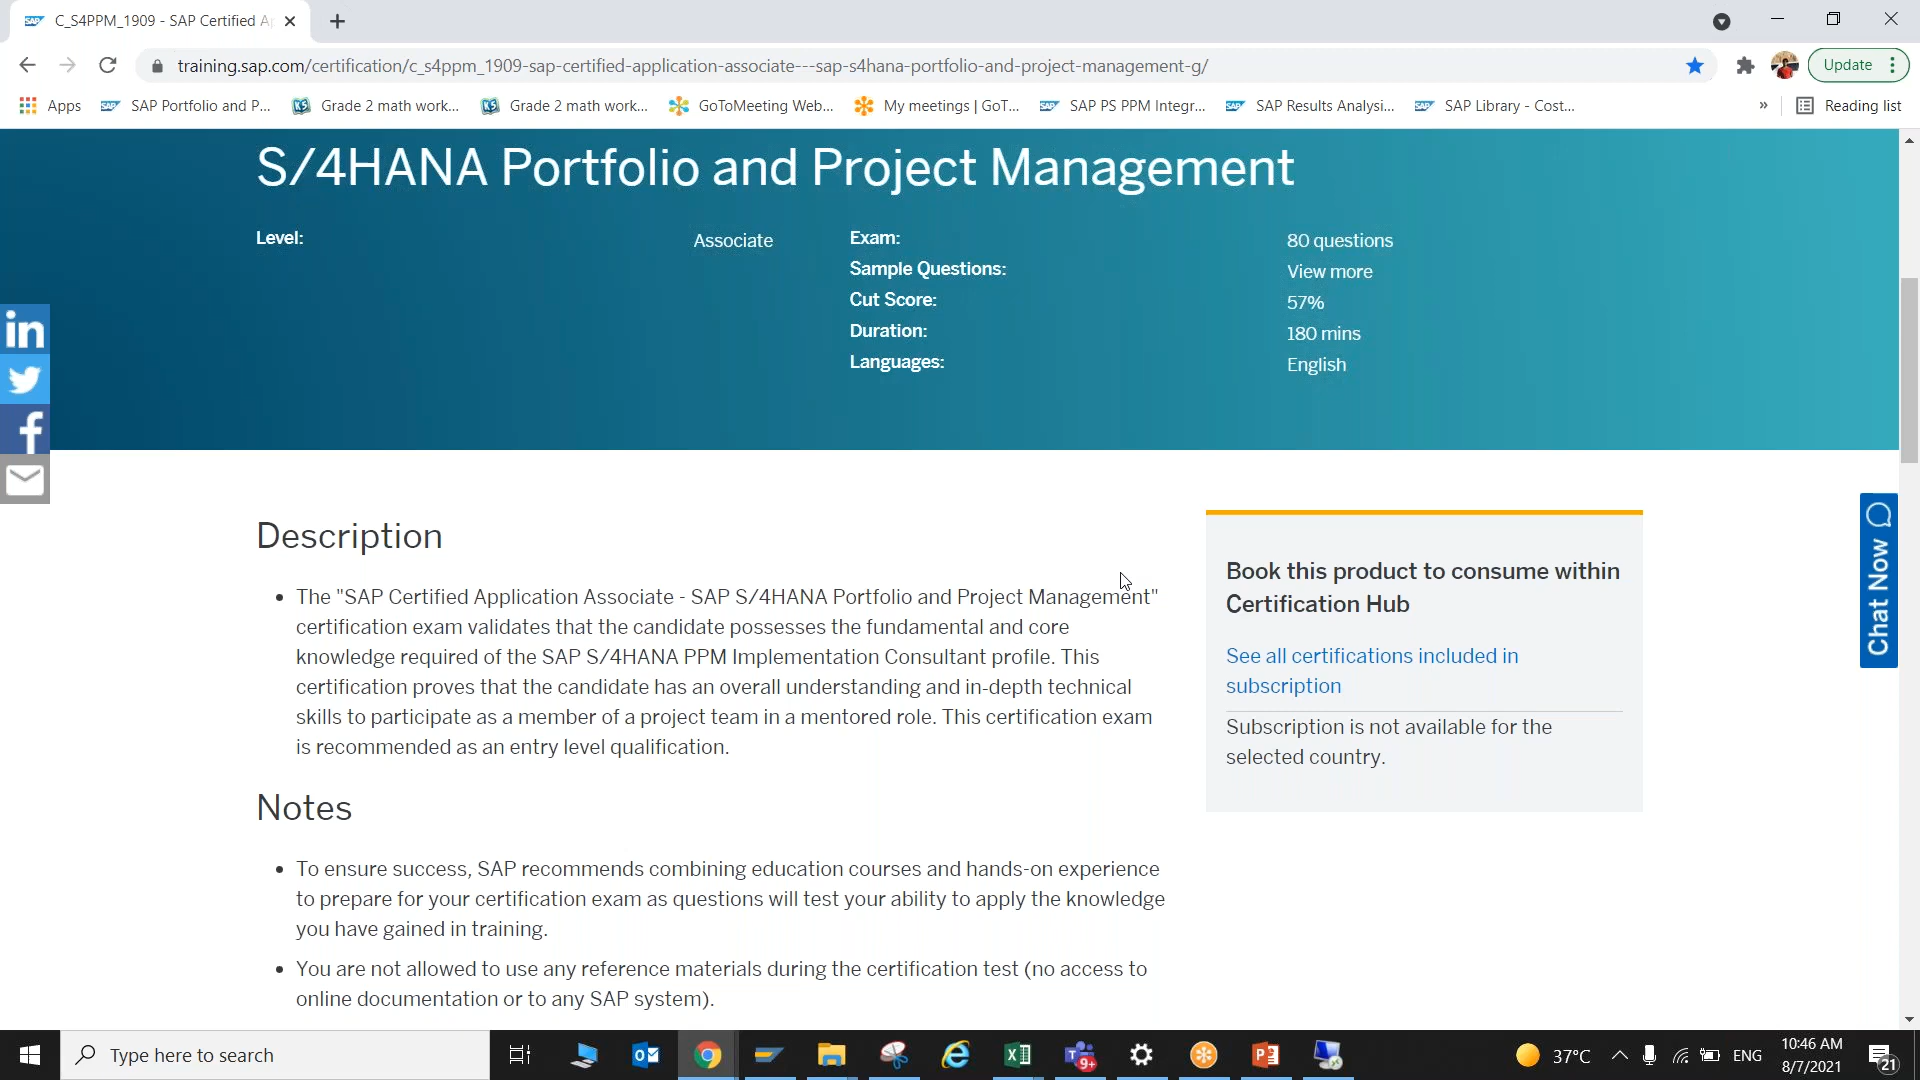 C_S4PPM_1909 - SAP Certified A
training.sap.com/certification/c_s4ppm_1909-sap-certified-application-associate---sap-s4hana-portfolio-and-project-management-g/
Update
Apps
SAP Portfolio and P...
Grade 2 math work...
Grade 2 math work...
GoToMeeting Web...
My meetings | GoT...
SAP PS PPM Integr...
SAP Results Analysi...
SAP Library - Cost...
»
Reading list
S/4HANA Portfolio and Project Management
Level:
Associate
Exam:
80 questions
Sample Questions:
View more
Cut Score:
57%
Duration:
180 mins
Languages:
English
in
f
Chat Now
Description
• The "SAP Certified Application Associate - SAP S/4HANA Portfolio and Project Management"
certification exam validates that the candidate possesses the fundamental and core
knowledge required of the SAP S/4HANA PPM Implementation Consultant profile. This
certification proves that the candidate has an overall understanding and in-depth technical
skills to participate as a member of a project team in a mentored role. This certification exam
is recommended as an entry level qualification.
Book this product to consume within
Certification Hub
See all certifications included in
subscription
Subscription is not available for the
selected country.
Notes
• To ensure success, SAP recommends combining education courses and hands-on experience
to prepare for your certification exam as questions will test your ability to apply the knowledge
you have gained in training.
• You are not allowed to use any reference materials during the certification test (no access to
online documentation or to any SAP system).
Type here to search
9+
37°C
ENG
10:46 AM
8/7/2021
21